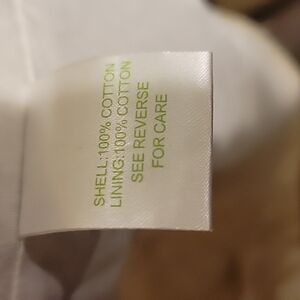 SHELL:100% COTTON
LINING:100% COTTON
SEE REVERSE
FOR CARE